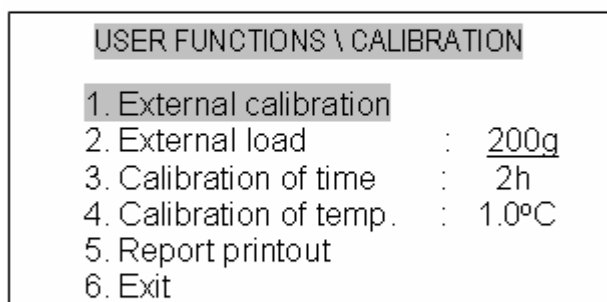 USER FUNCTIONS \ CALIBRATION
1. External calibration
2. External load : 200g
3. Calibration of time : 2h
4. Calibration of temp. : 1.0ºC
5. Report printout
6. Exit